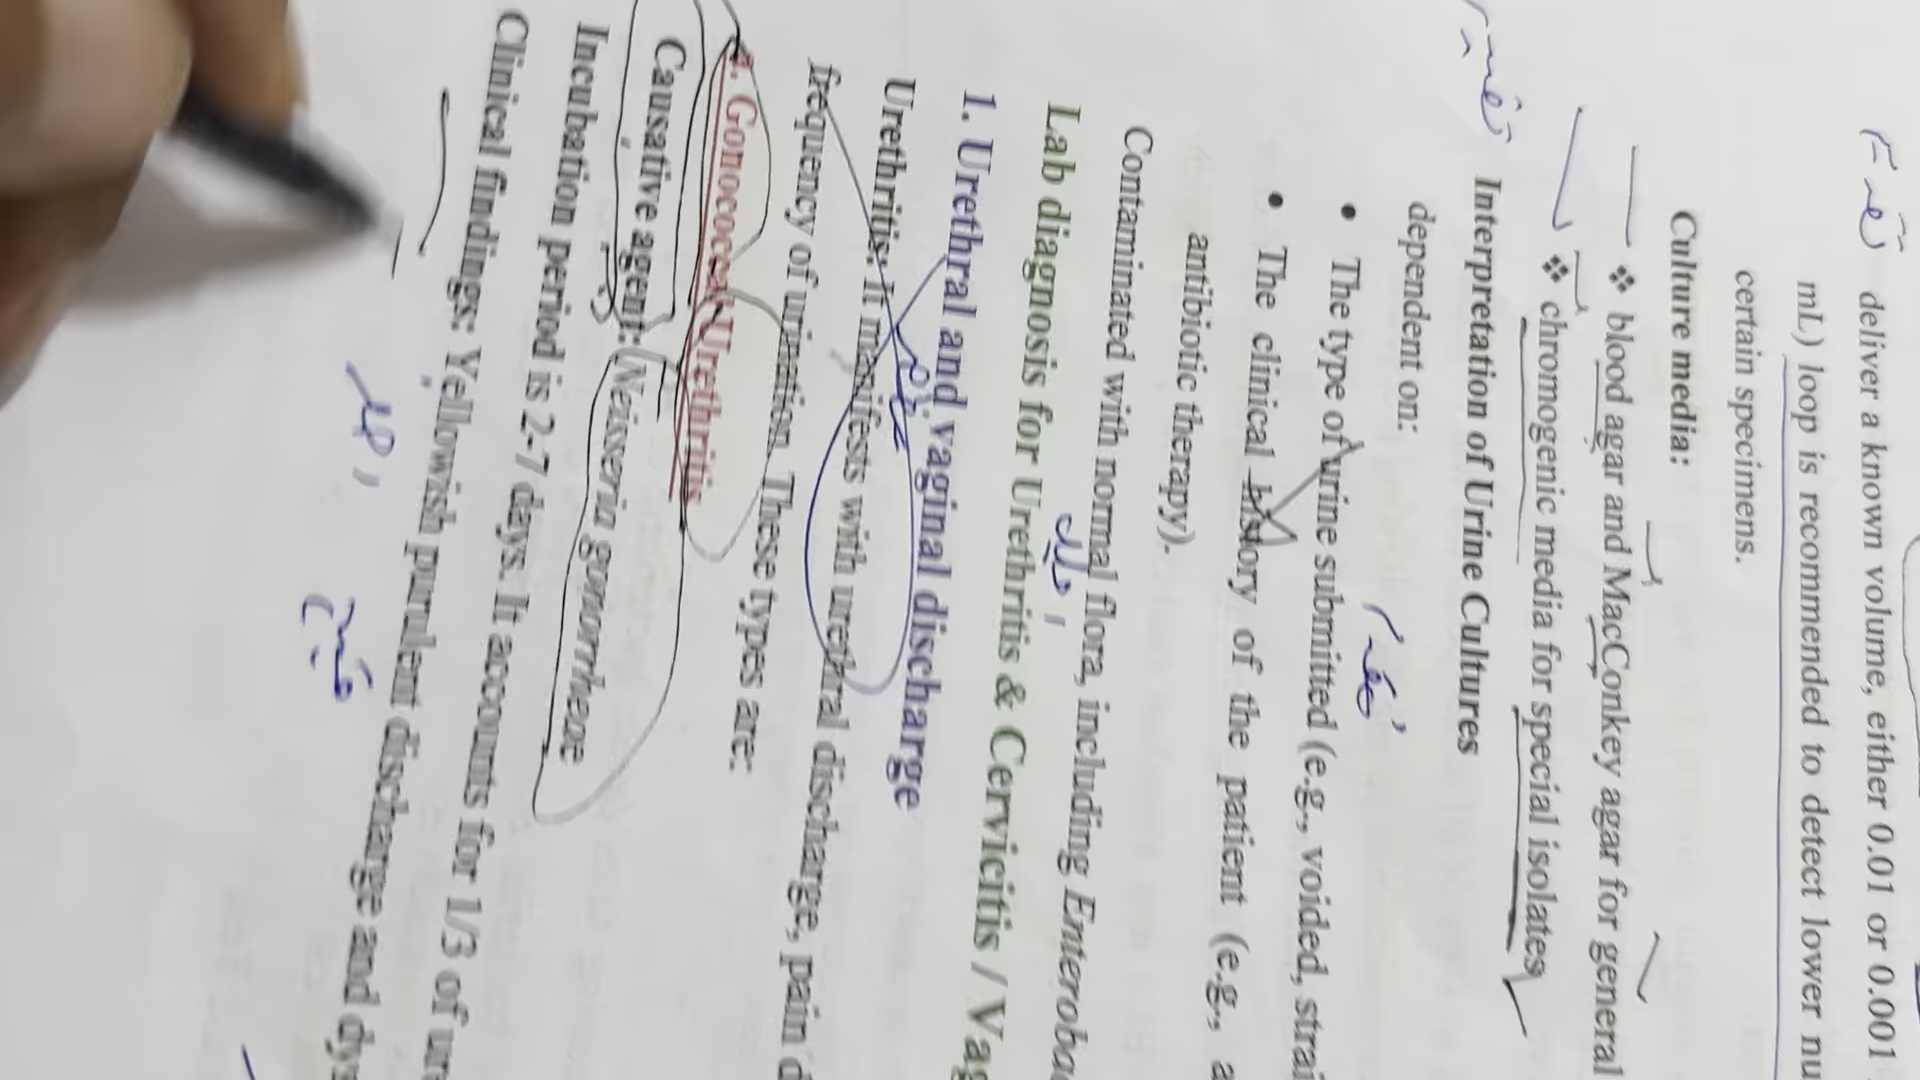 deliver a known volume, either 0.01 or 0.001
mL) loop is recommended to detect lower nu
certain specimens.
Culture media:
❖ blood agar and MacConkey agar for general
❖ chromogenic media for special isolates
Interpretation of Urine Cultures
dependent on:
• The type of urine submitted (e.g., voided, strai
• The clinical history of the patient (e.g., a
antibiotic therapy).
Contaminated with normal flora, including Enteroba
Lab diagnosis for Urethritis & Cervicitis / Vag
1. Urethral and vaginal discharge
Urethritis: It manifests with urethral discharge, pain d
frequency of urination. These types are:
Gonococcal Urethritis
Causative agent: Neisseria gonorrheae
Incubation period is 2-7 days. It accounts for 1/3 of ure
Clinical findings: Yellowish purulent discharge and dys